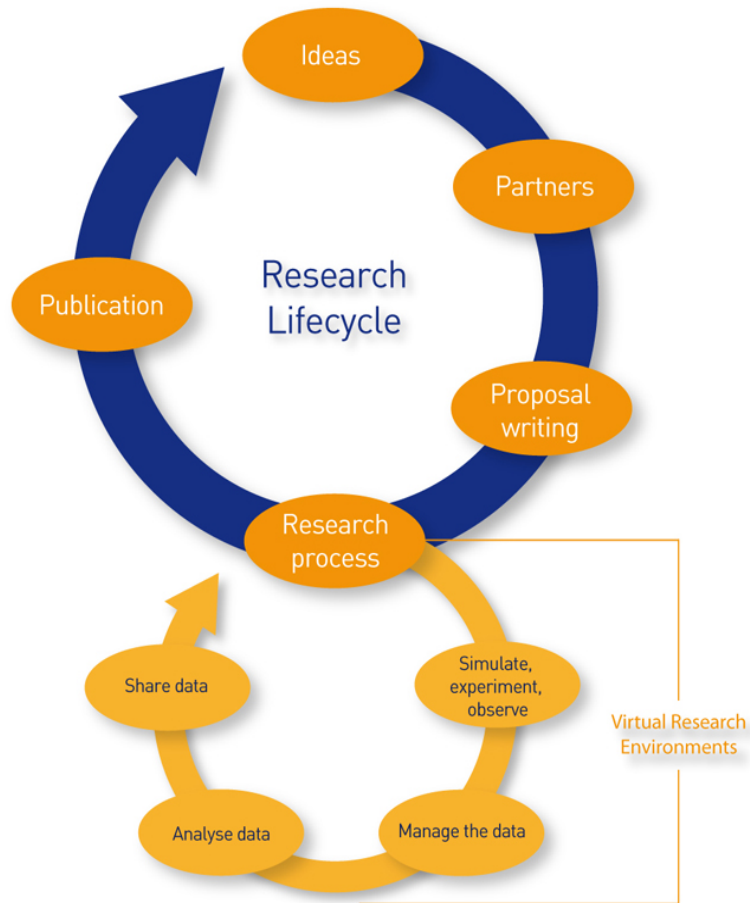 Ideas
Partners
Research
Lifecycle
Publication
Proposal
writing
Research
process
Share data
Simulate,
experiment,
observe
Virtual Research
Environments
Analyse data
Manage the data